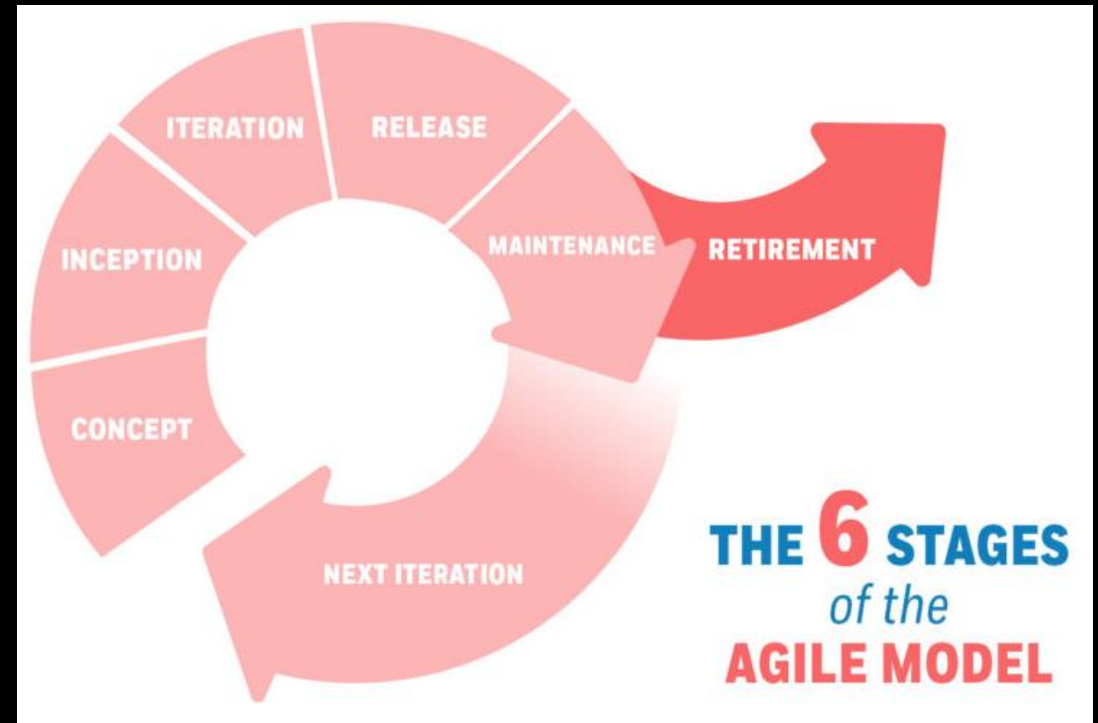 ITERATION
RELEASE
INCEPTION
MAINTENANCE
RETIREMENT
CONCEPT
NEXT ITERATION
THE 6 STAGES
of the
AGILE MODEL